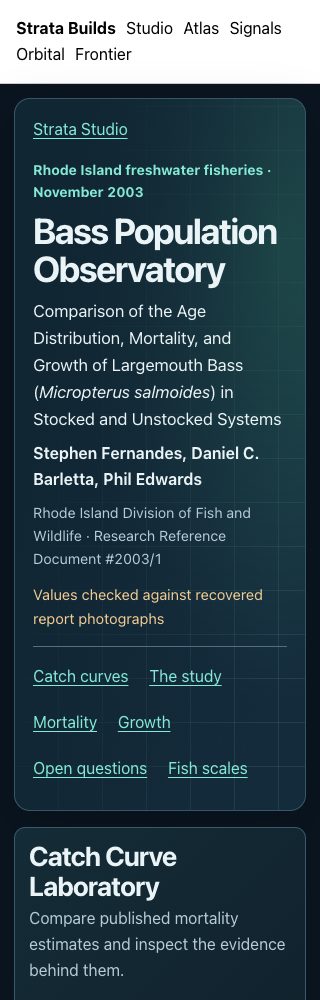 Strata Builds Studio Atlas Signals
Orbital Frontier
Strata Studio
Rhode Island freshwater fisheries ·
November 2003
Bass Population
Observatory
Comparison of the Age
Distribution, Mortality, and
Growth of Largemouth Bass
(Micropterus salmoides) in
Stocked and Unstocked Systems
Stephen Fernandes, Daniel C.
Barletta, Phil Edwards
Rhode Island Division of Fish and
Wildlife · Research Reference
Document #2003/1
Values checked against recovered
report photographs
Catch curves The study
Mortality Growth
Open questions Fish scales
Catch Curve
Laboratory
Compare published mortality
estimates and inspect the evidence
behind them.